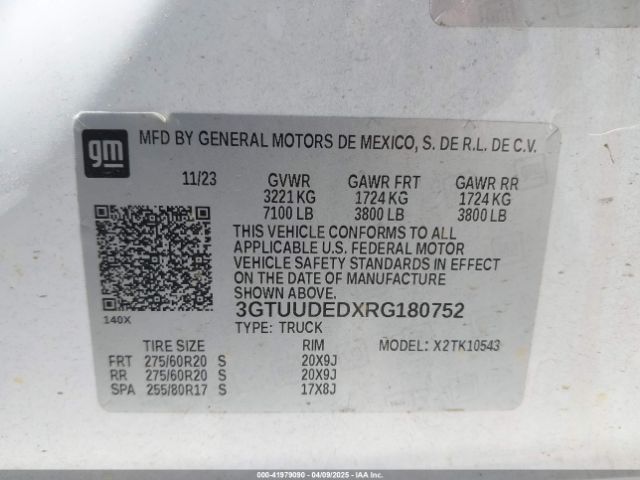 gm
MFD BY GENERAL MOTORS DE MEXICO, S. DE R.L. DE C.V.
11/23 GVWR GAWR FRT GAWR RR
3221 KG 1724 KG 1724 KG
7100 LB 3800 LB 3800 LB
THIS VEHICLE CONFORMS TO ALL
APPLICABLE U.S. FEDERAL MOTOR
VEHICLE SAFETY STANDARDS IN EFFECT
ON THE DATE OF MANUFACTURE
SHOWN ABOVE.
3GTUUDEDXRG180752
140X
TYPE: TRUCK
TIRE SIZE RIM MODEL: X2TK10543
FRT 275/60R20 S 20X9J
RR 275/60R20 S 20X9J
SPA 255/80R17 S 17X8J
000-41979090 - 04/09/2025 - IAAI.COM